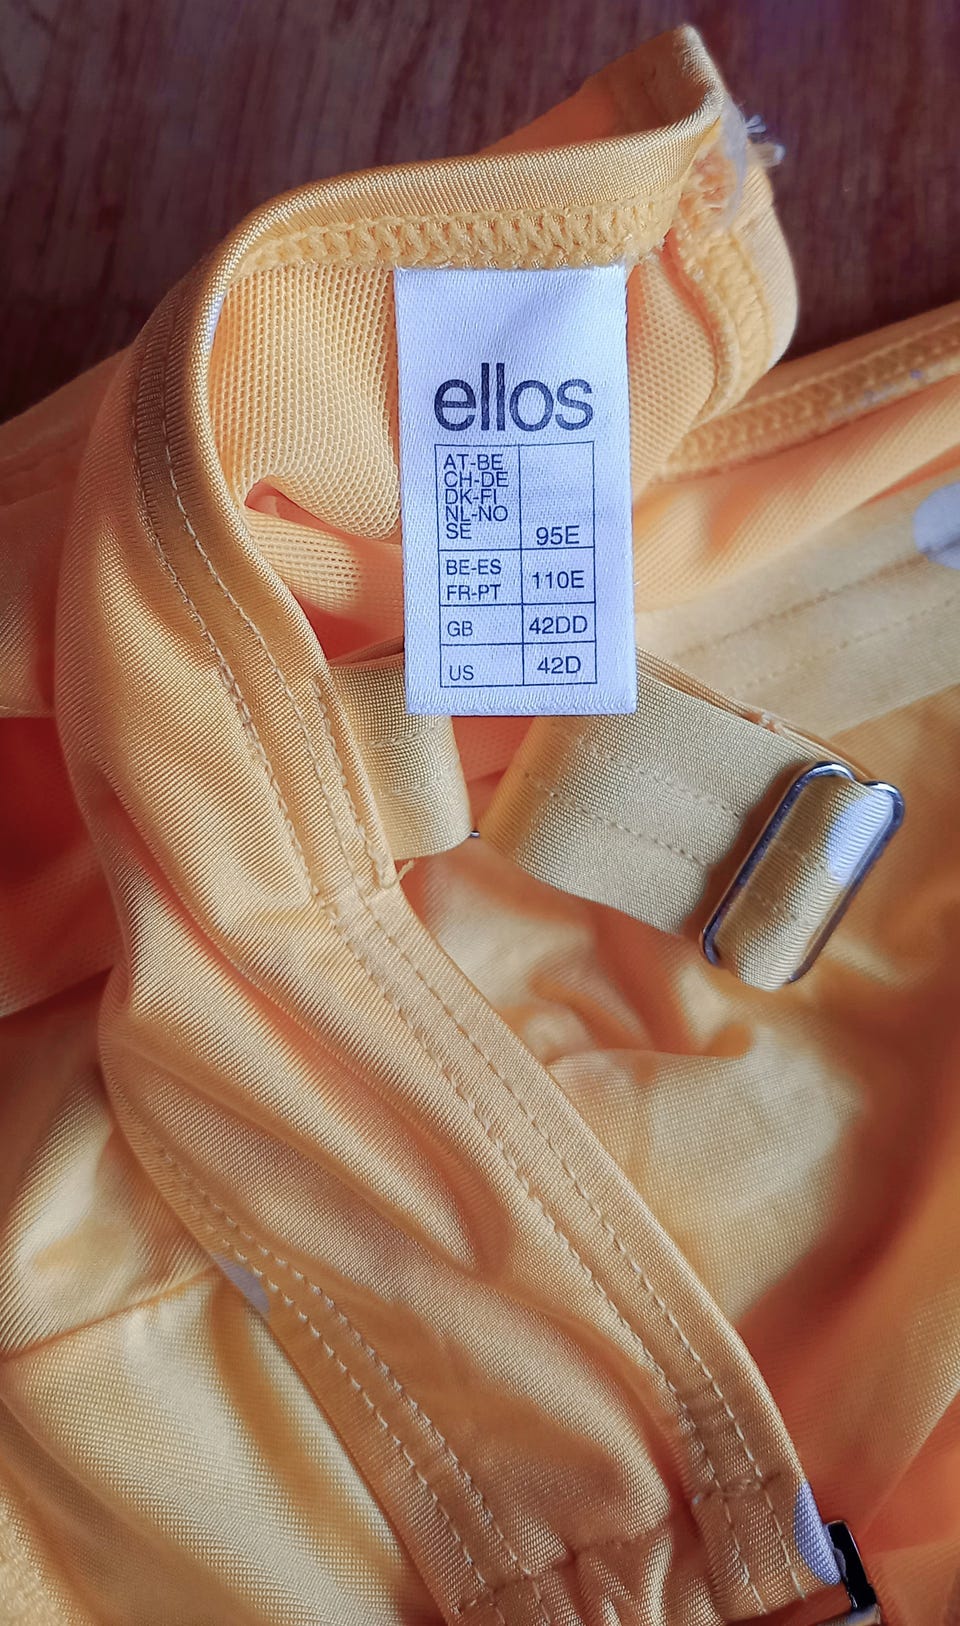 ellos
AT-BE
CH-DE
DK-FI
NL-NO
SE 95E
BE-ES
FR-PT 110E
GB 42DD
US 42D